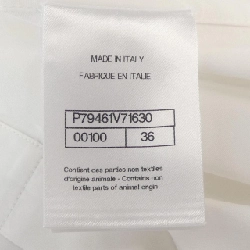 MADE IN ITALY
FABRIQUE EN ITALIE
P79461V71630
00100 36
Contient des parties non textiles
d'origine animale - Contains non
textile parts of animal origin